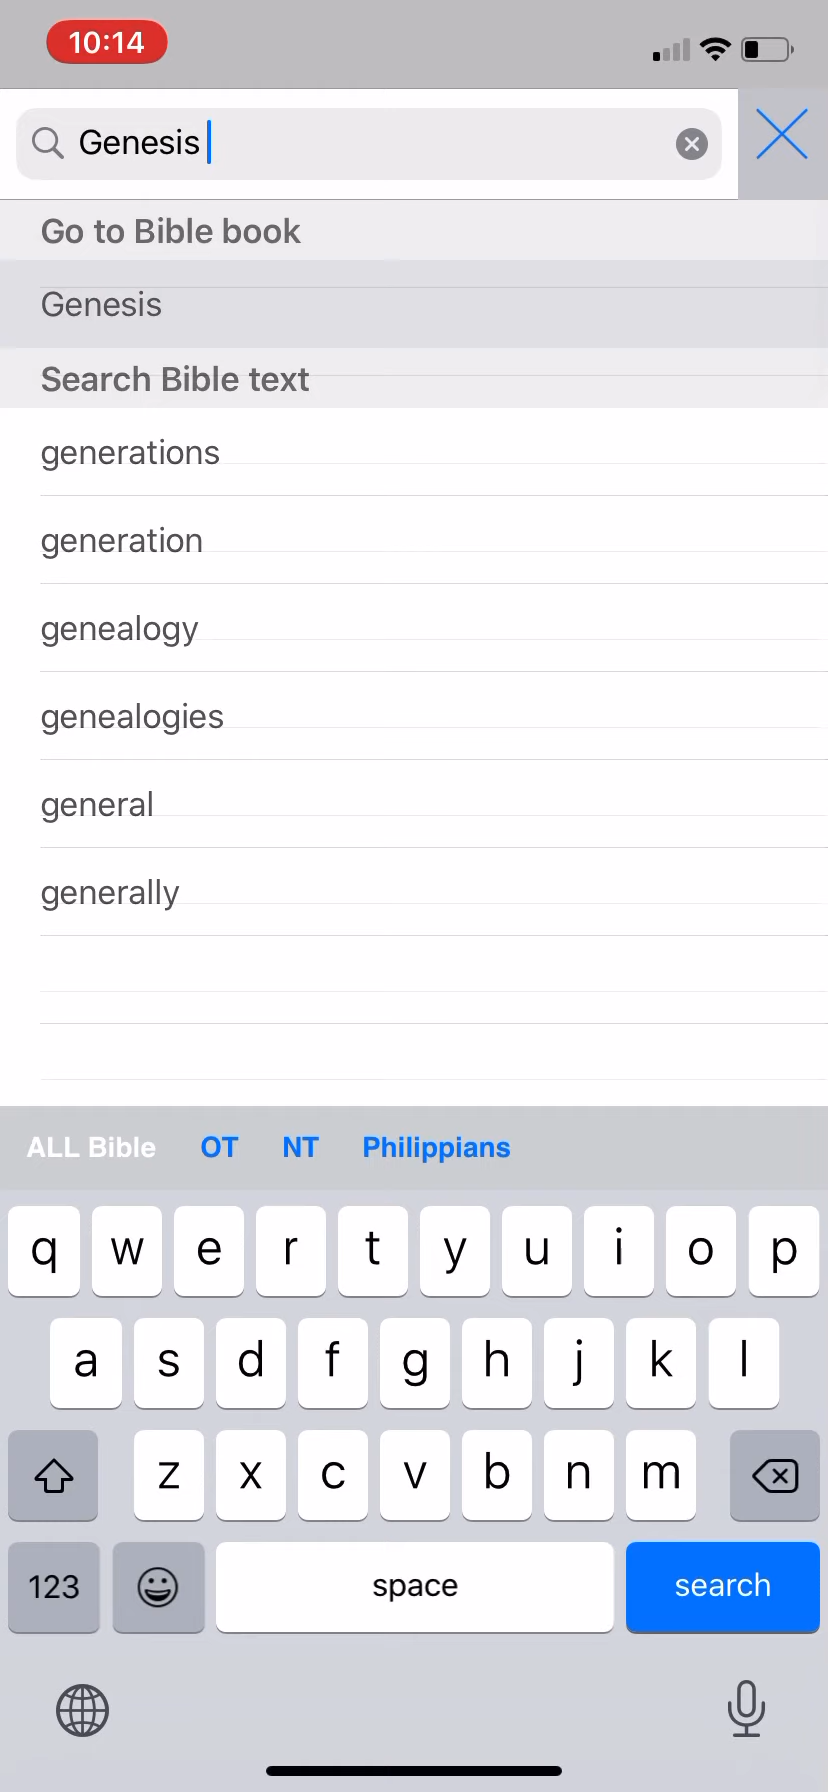 10:14
Genesis
Go to Bible book
Genesis
Search Bible text
generations
generation
genealogy
genealogies
general
generally
ALL Bible OT NT Philippians
q w e r t y u i o p
a s d f g h j k l
z x c v b n m
123 space search